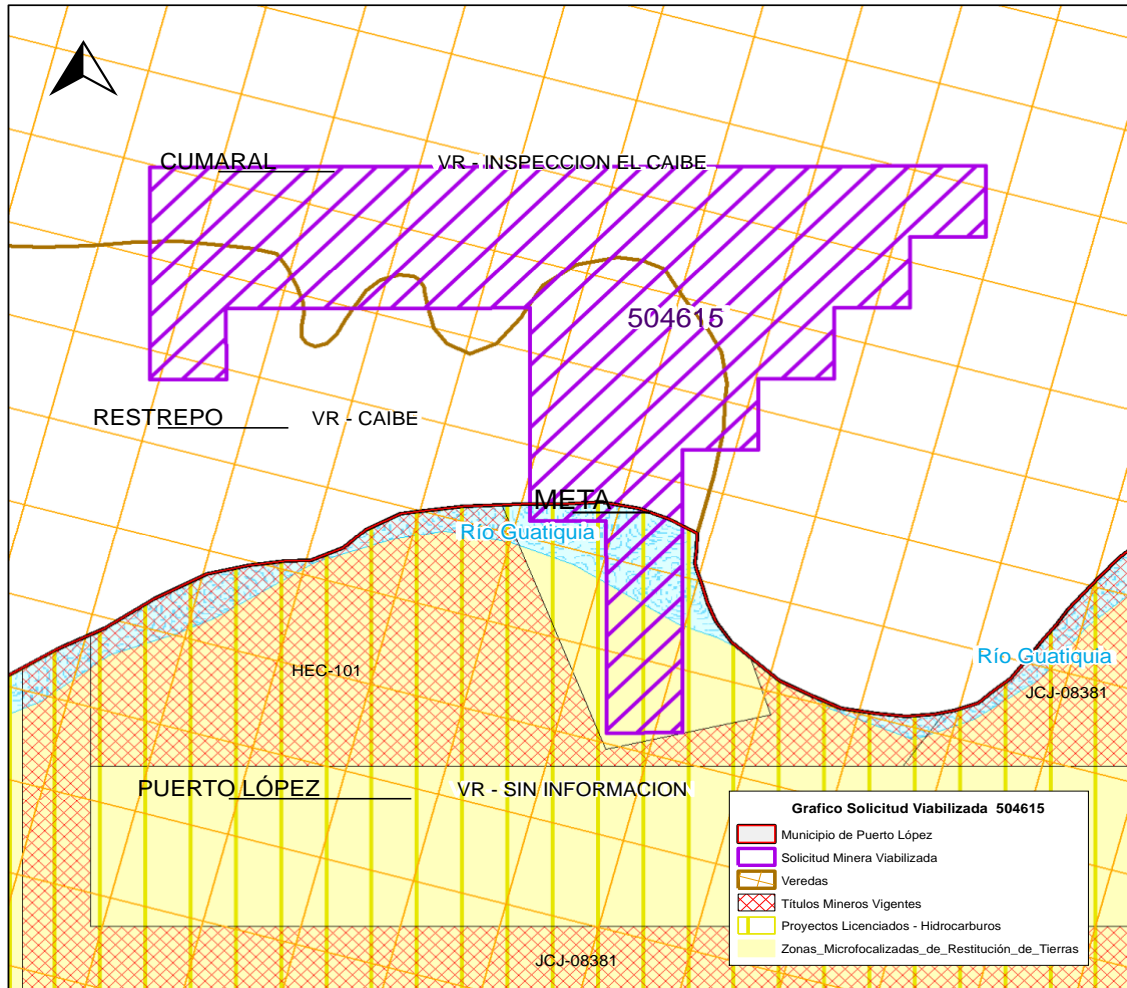 CUMARAL
VR - INSPECCION EL CAIBE
504615
RESTREPO
VR - CAIBE
META
Río Guatiquia
HEC-101
Río Guatiquia
JCJ-08381
PUERTO LÓPEZ
VR - SIN INFORMACION
JCJ-08381
Grafico Solicitud Viabilizada 504615
Municipio de Puerto López
Solicitud Minera Viabilizada
Veredas
Títulos Mineros Vigentes
Proyectos Licenciados - Hidrocarburos
Zonas_Microfocalizadas_de_Restitución_de_Tierras